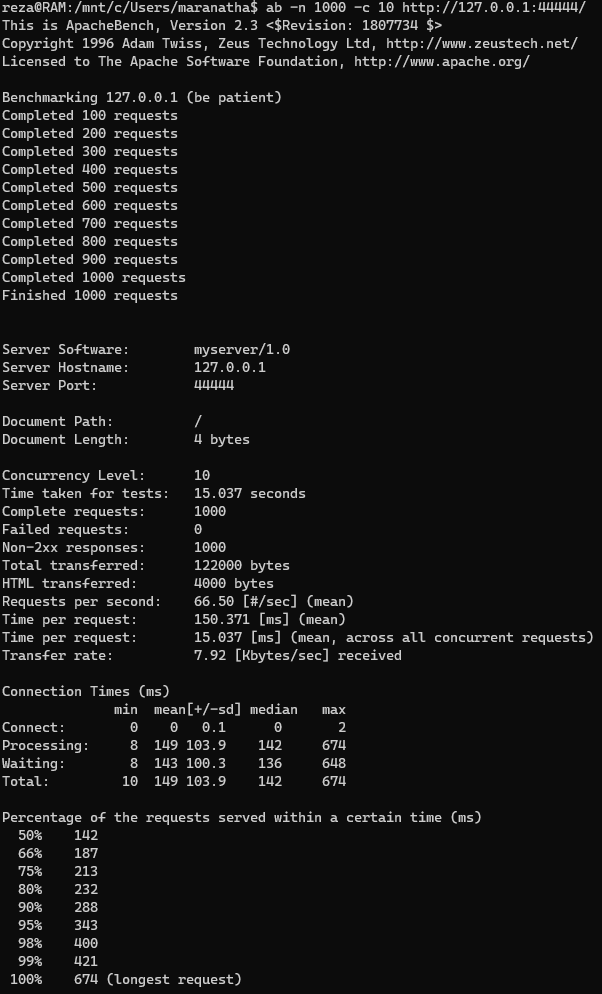 reza@RAM:/mnt/c/Users/maranatha$ ab -n 1000 -c 10 http://127.0.0.1:44444/
This is ApacheBench, Version 2.3 <$Revision: 1807734 $>
Copyright 1996 Adam Twiss, Zeus Technology Ltd, http://www.zeustech.net/
Licensed to The Apache Software Foundation, http://www.apache.org/

Benchmarking 127.0.0.1 (be patient)
Completed 100 requests
Completed 200 requests
Completed 300 requests
Completed 400 requests
Completed 500 requests
Completed 600 requests
Completed 700 requests
Completed 800 requests
Completed 900 requests
Completed 1000 requests
Finished 1000 requests


Server Software:        myserver/1.0
Server Hostname:        127.0.0.1
Server Port:            44444

Document Path:          /
Document Length:        4 bytes

Concurrency Level:      10
Time taken for tests:   15.037 seconds
Complete requests:      1000
Failed requests:        0
Non-2xx responses:      1000
Total transferred:      122000 bytes
HTML transferred:       4000 bytes
Requests per second:    66.50 [#/sec] (mean)
Time per request:       150.371 [ms] (mean)
Time per request:       15.037 [ms] (mean, across all concurrent requests)
Transfer rate:          7.92 [Kbytes/sec] received

Connection Times (ms)
              min  mean[+/-sd] median   max
Connect:        0    0   0.1      0       2
Processing:     8  149 103.9    142     674
Waiting:        8  143 100.3    136     648
Total:         10  149 103.9    142     674

Percentage of the requests served within a certain time (ms)
  50%    142
  66%    187
  75%    213
  80%    232
  90%    288
  95%    343
  98%    400
  99%    421
 100%    674 (longest request)